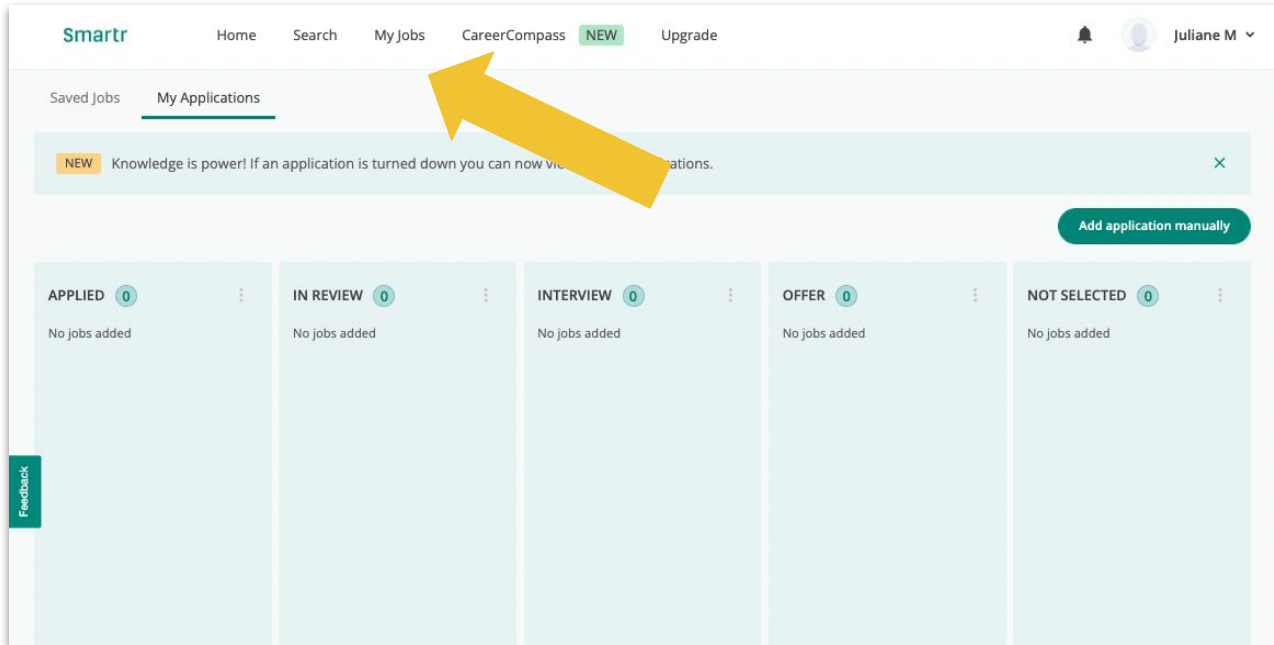 Smartr Home Search My Jobs CareerCompass NEW Upgrade Juliane M
Saved Jobs My Applications
NEW Knowledge is power! If an application is turned down you can now ations.
Add application manually
APPLIED 0 IN REVIEW 0 INTERVIEW 0 OFFER 0 NOT SELECTED 0
No jobs added No jobs added No jobs added No jobs added No jobs added
Feedback